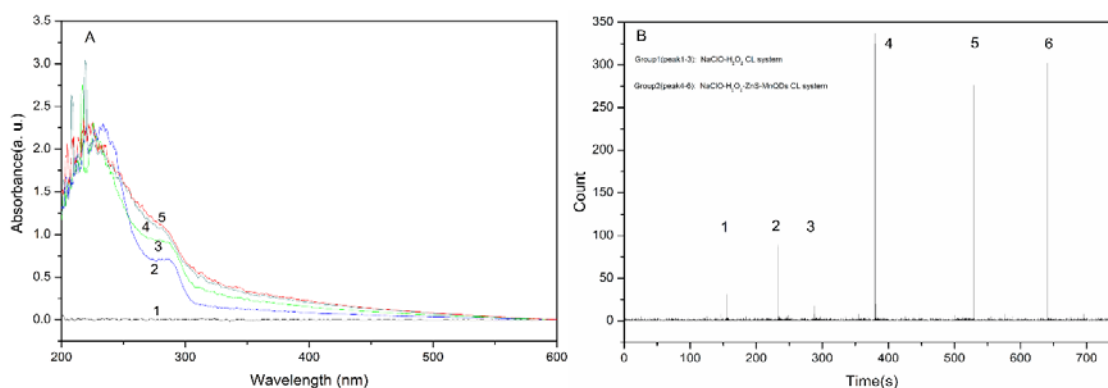 A
3.5
3.0
2.5
2.0
1.5
1.0
0.5
0.0
Absorbance(a. u.)
5
4
3
2
1
200 300 400 500 600
Wavelength (nm)
B
350
300
250
200
150
100
50
0
Count
Group1(peak1-3): NaClO-H₂O₂ CL system
Group2(peak4-6): NaClO-H₂O₂-ZnS-MnQDs CL system
1
2
3
4
5
6
0 100 200 300 400 500 600 700
Time(s)